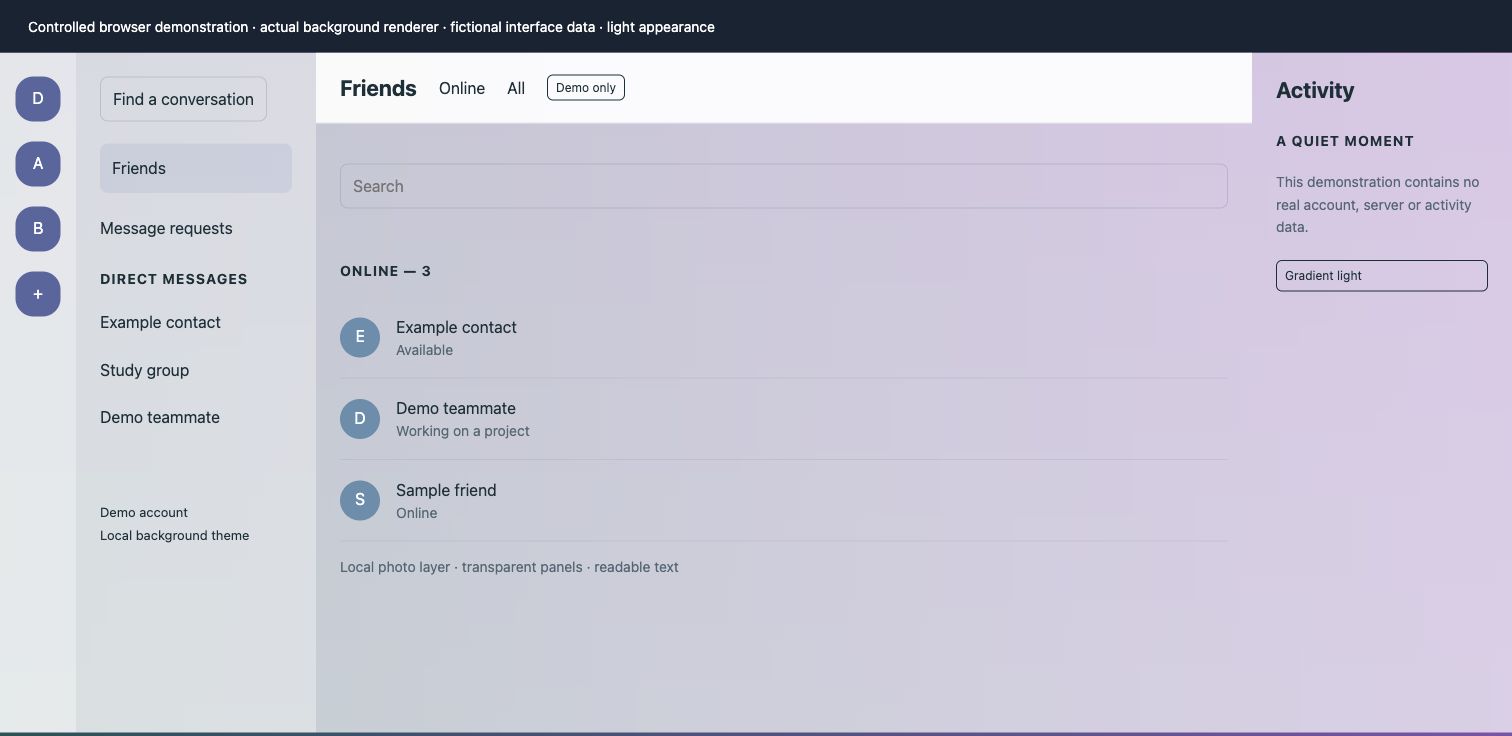 Controlled browser demonstration · actual background renderer · fictional interface data · light appearance
D
A
B
+
Find a conversation
Friends
Message requests
DIRECT MESSAGES
Example contact
Study group
Demo teammate
Demo account
Local background theme
Friends
Online
All
Demo only
Search
ONLINE — 3
E
Example contact
Available
D
Demo teammate
Working on a project
S
Sample friend
Online
Local photo layer · transparent panels · readable text
Activity
A QUIET MOMENT
This demonstration contains no
real account, server or activity
data.
Gradient light